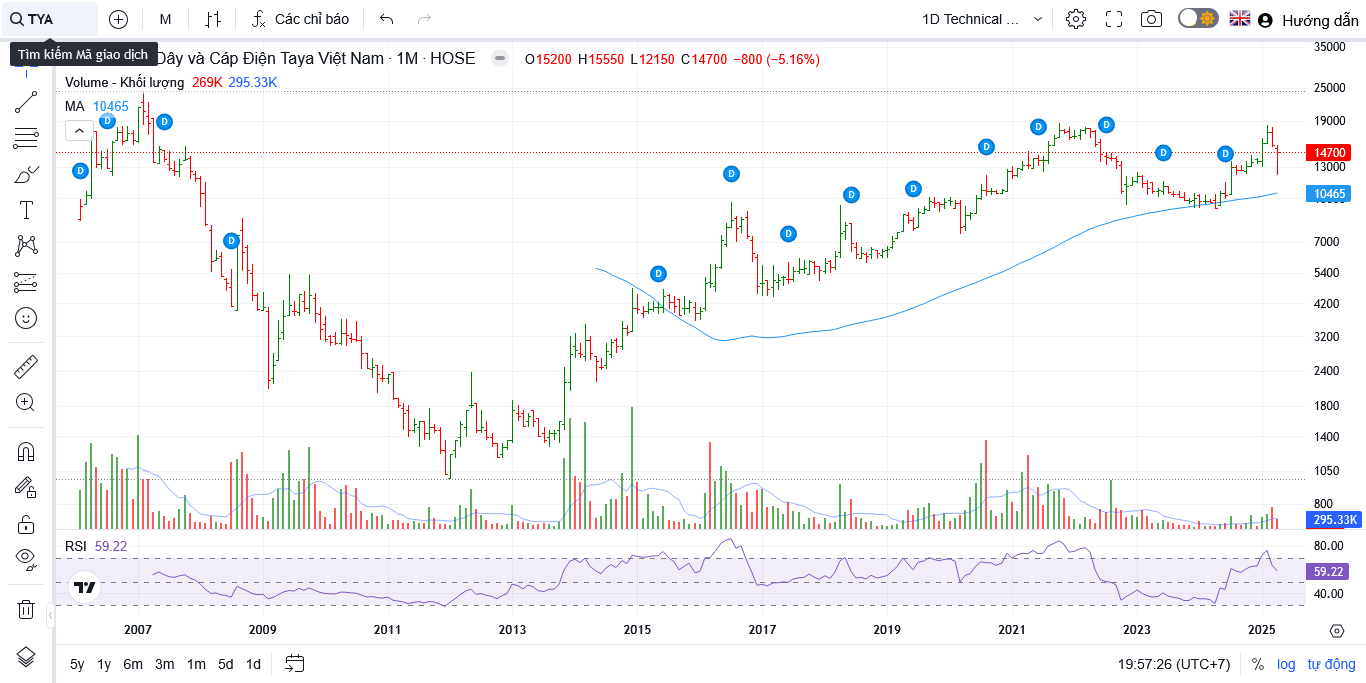 TYA
M
Các chỉ báo
1D Technical ...
Hướng dẫn
Tìm kiếm Mã giao dịch
Dây và Cáp Điện Taya Việt Nam · 1M · HOSE
O15200 H15550 L12150 C14700 −800 (−5.16%)
Volume - Khối lượng 269K 295.33K
MA 10465
D D D D D D D D D D D D D D
35000
25000
19000
14700
13000
10465
7000
5400
4200
3200
2400
1800
1400
1050
800
295.33K
RSI 59.22
80.00
59.22
40.00
2007 2009 2011 2013 2015 2017 2019 2021 2023 2025
5y 1y 6m 3m 1m 5d 1d
19:57:26 (UTC+7) % log tự động